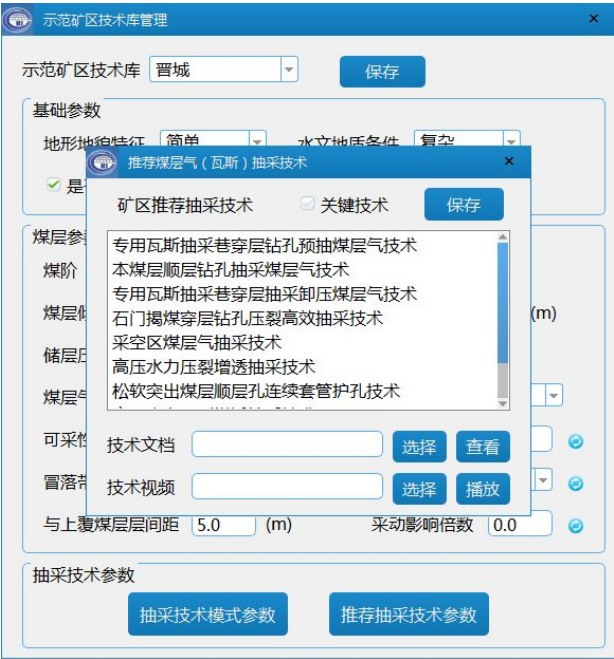 示范矿区技术库管理
示范矿区技术库 晋城 保存
基础参数
地形地貌特征 简单 水文地质条件 复杂
推荐煤层气（瓦斯）抽采技术
是
矿区推荐抽采技术 关键技术 保存
煤层参
专用瓦斯抽采巷穿层钻孔预抽煤层气技术
煤阶
本煤层顺层钻孔抽采煤层气技术
专用瓦斯抽采巷穿层抽采卸压煤层气技术
煤层 石门揭煤穿层钻孔压裂高效抽采技术 (m)
采空区煤层气抽采技术
储层 高压水力压裂增透抽采技术
煤层气 松软突出煤层顺层孔连续套管护孔技术
可采性 技术文档 选择 查看
冒落带 技术视频 选择 播放
与上覆煤层层间距 5.0 (m) 采动影响倍数 0.0
抽采技术参数
抽采技术模式参数 推荐抽采技术参数